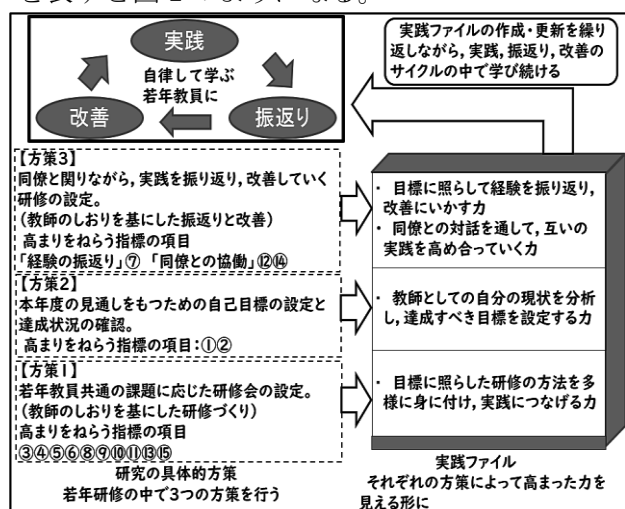 実践
自律して学ぶ
若年教員に
改善
振返り
実践ファイルの作成・更新を繰
り返しながら,実践,振返り,改善の
サイクルの中で学び続ける
【方策3】
同僚と関りながら,実践を振り返り,改善していく
研修の設定。
(教師のしおりを基にした振返りと改善)
高まりをねらう指標の項目
「経験の振返り」⑦ 「同僚との協働」⑫⑭
・ 目標に照らして経験を振り返り,
改善にいかす力
・ 同僚との対話を通して,互いの
実践を高め合っていく力
【方策2】
本年度の見通しをもつための自己目標の設定と
達成状況の確認。
高まりをねらう指標の項目:①②
・ 教師としての自分の現状を分析
し,達成すべき目標を設定する力
【方策1】
若年教員共通の課題に応じた研修会の設定。
(教師のしおりを基にした研修づくり)
高まりをねらう指標の項目
③④⑤⑥⑧⑨⑩⑪⑬⑮
・ 目標に照らした研修の方法を多
様に身に付け,実践につなげる力
研究の具体的方策
若年研修の中で3つの方策を行う
実践ファイル
それぞれの方策によって高まった力を
見える形に